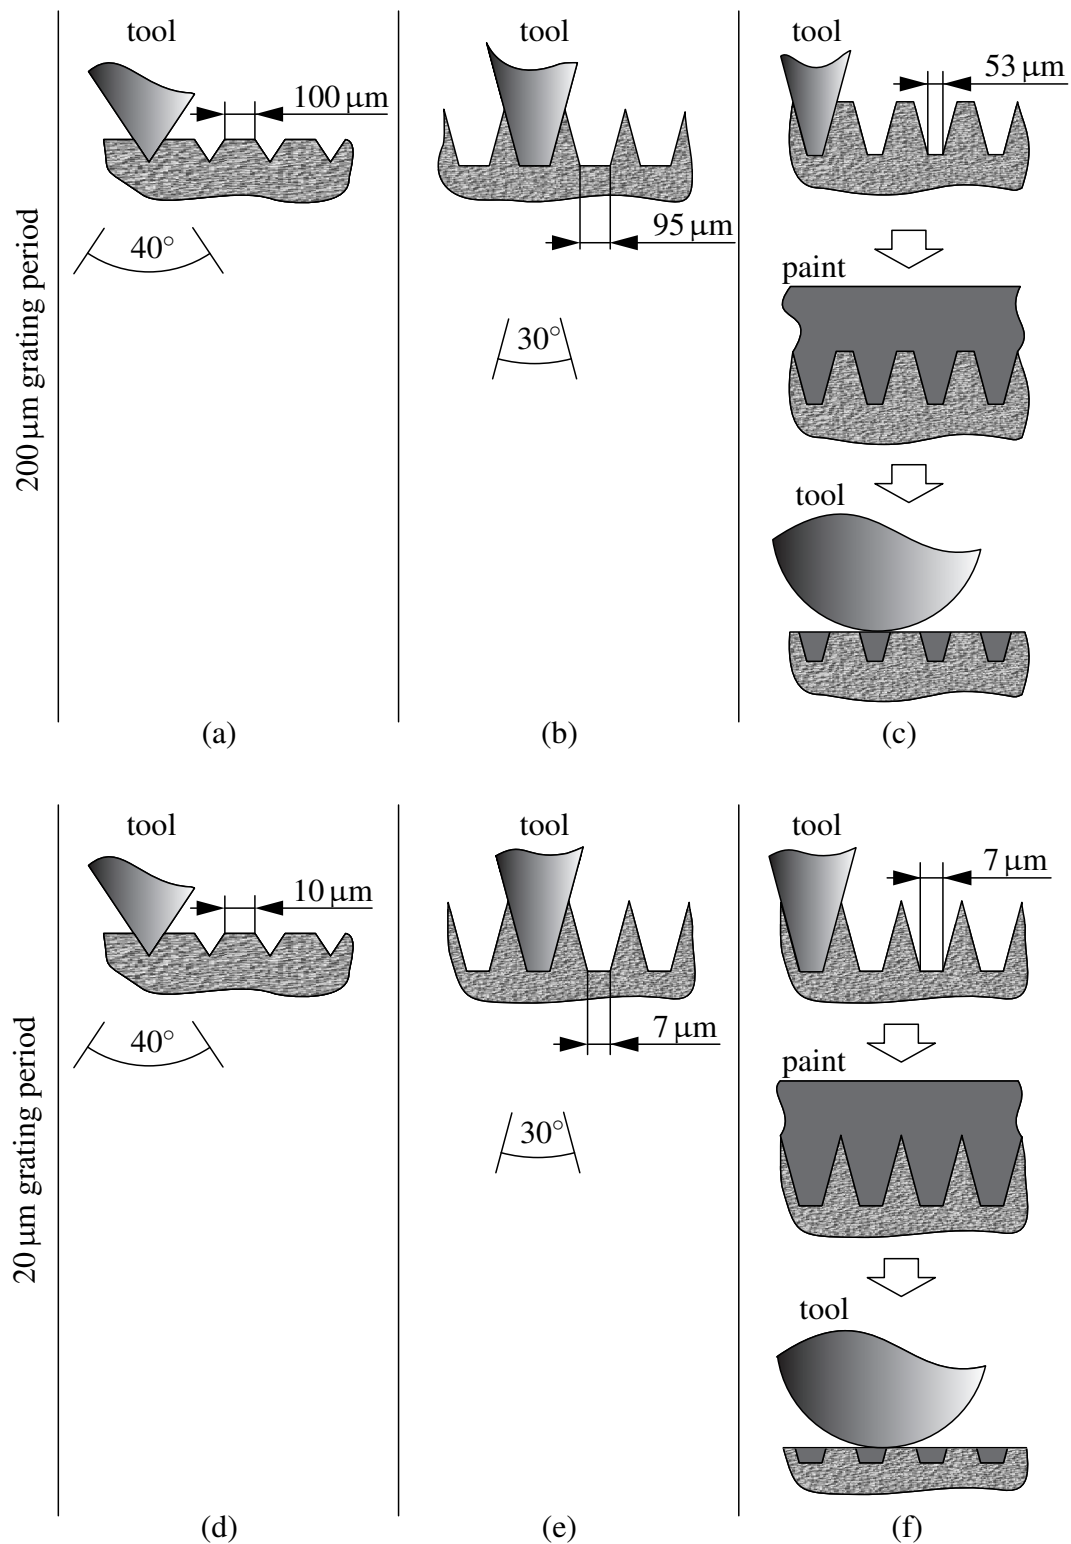 200 µm grating period
tool
100 µm
40°
(a)
tool
95 µm
30°
(b)
tool
53 µm
paint
tool
(c)
20 µm grating period
tool
10 µm
40°
(d)
tool
7 µm
30°
(e)
tool
7 µm
paint
tool
(f)